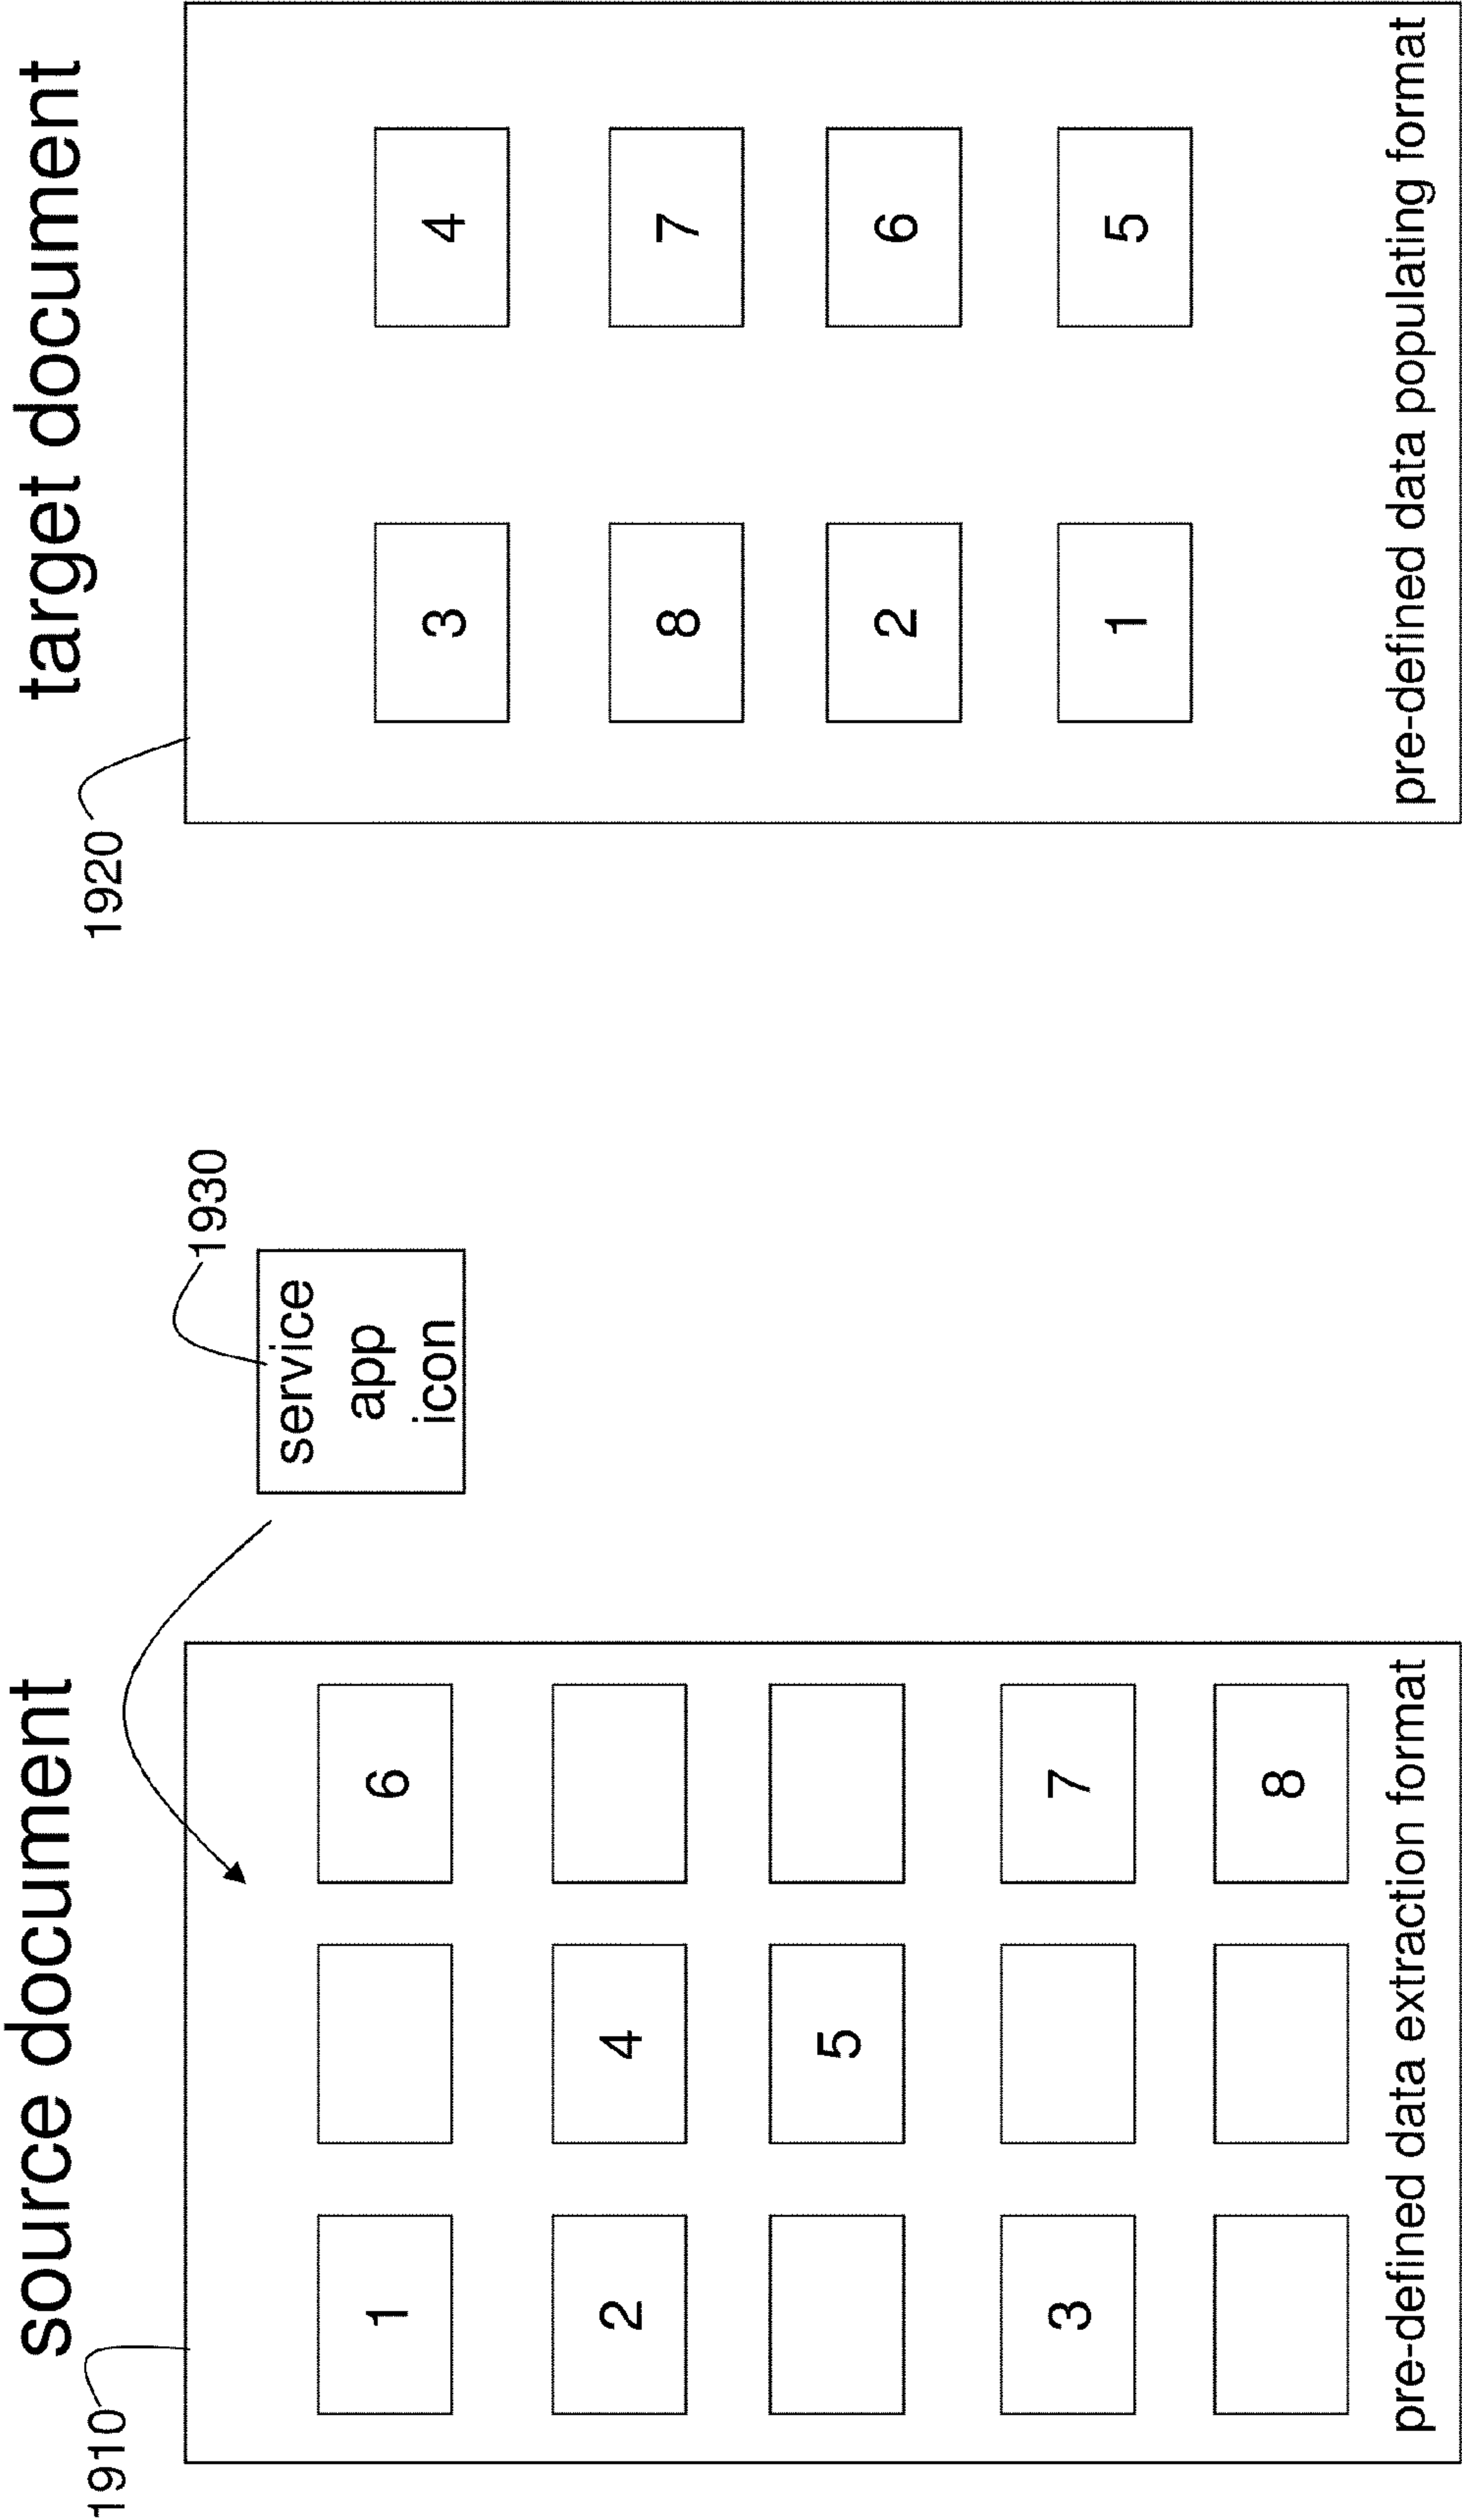 source document
1910
1 6
2 4
5
3 7
8
pre-defined data extraction format
1930
service
app
icon
target document
1920
3 4
8 7
2 6
1 5
pre-defined data populating format